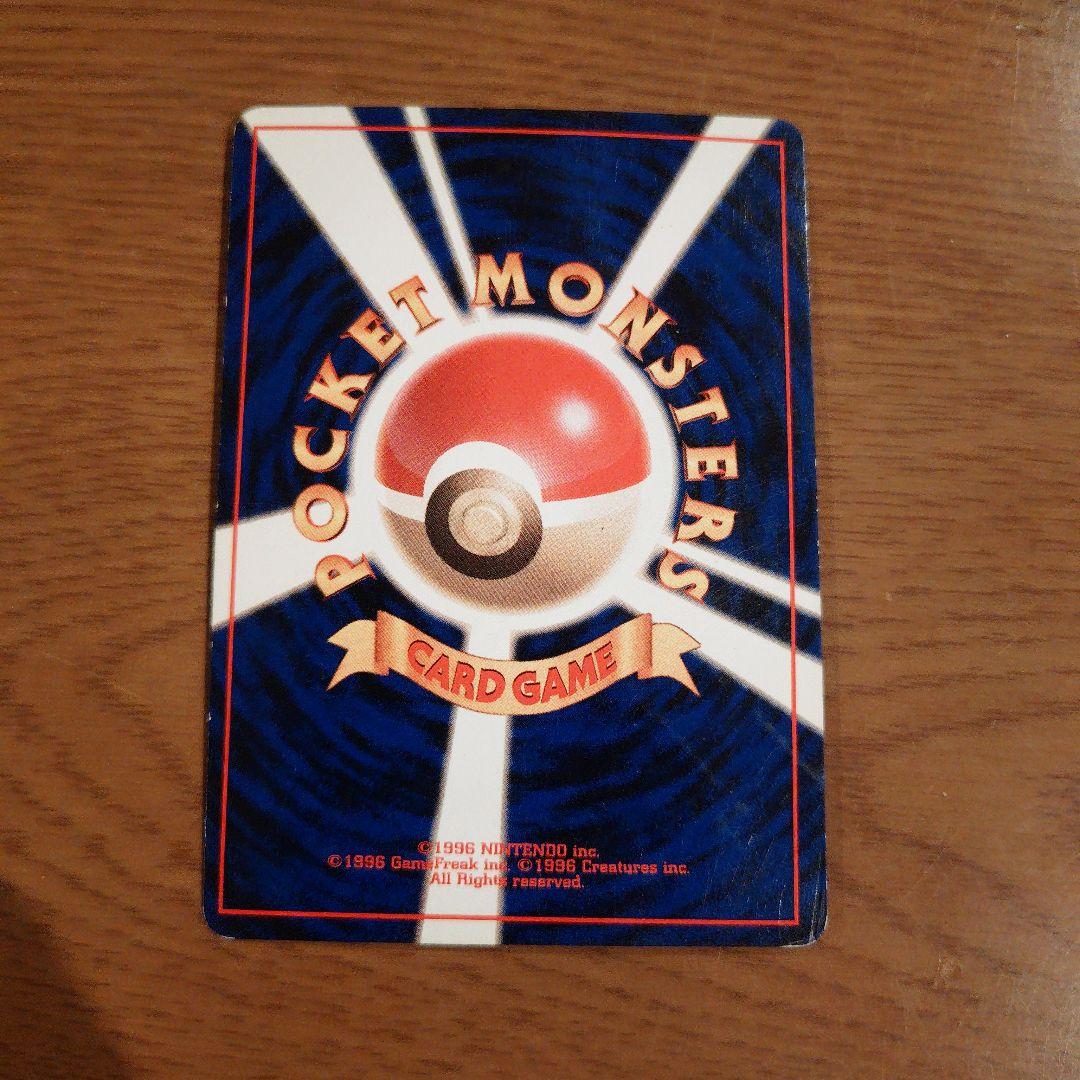 POCKET MONSTERS
CARD GAME
©1996 NINTENDO inc.
©1996 GameFreak inc. ©1996 Creatures inc.
All Rights reserved.